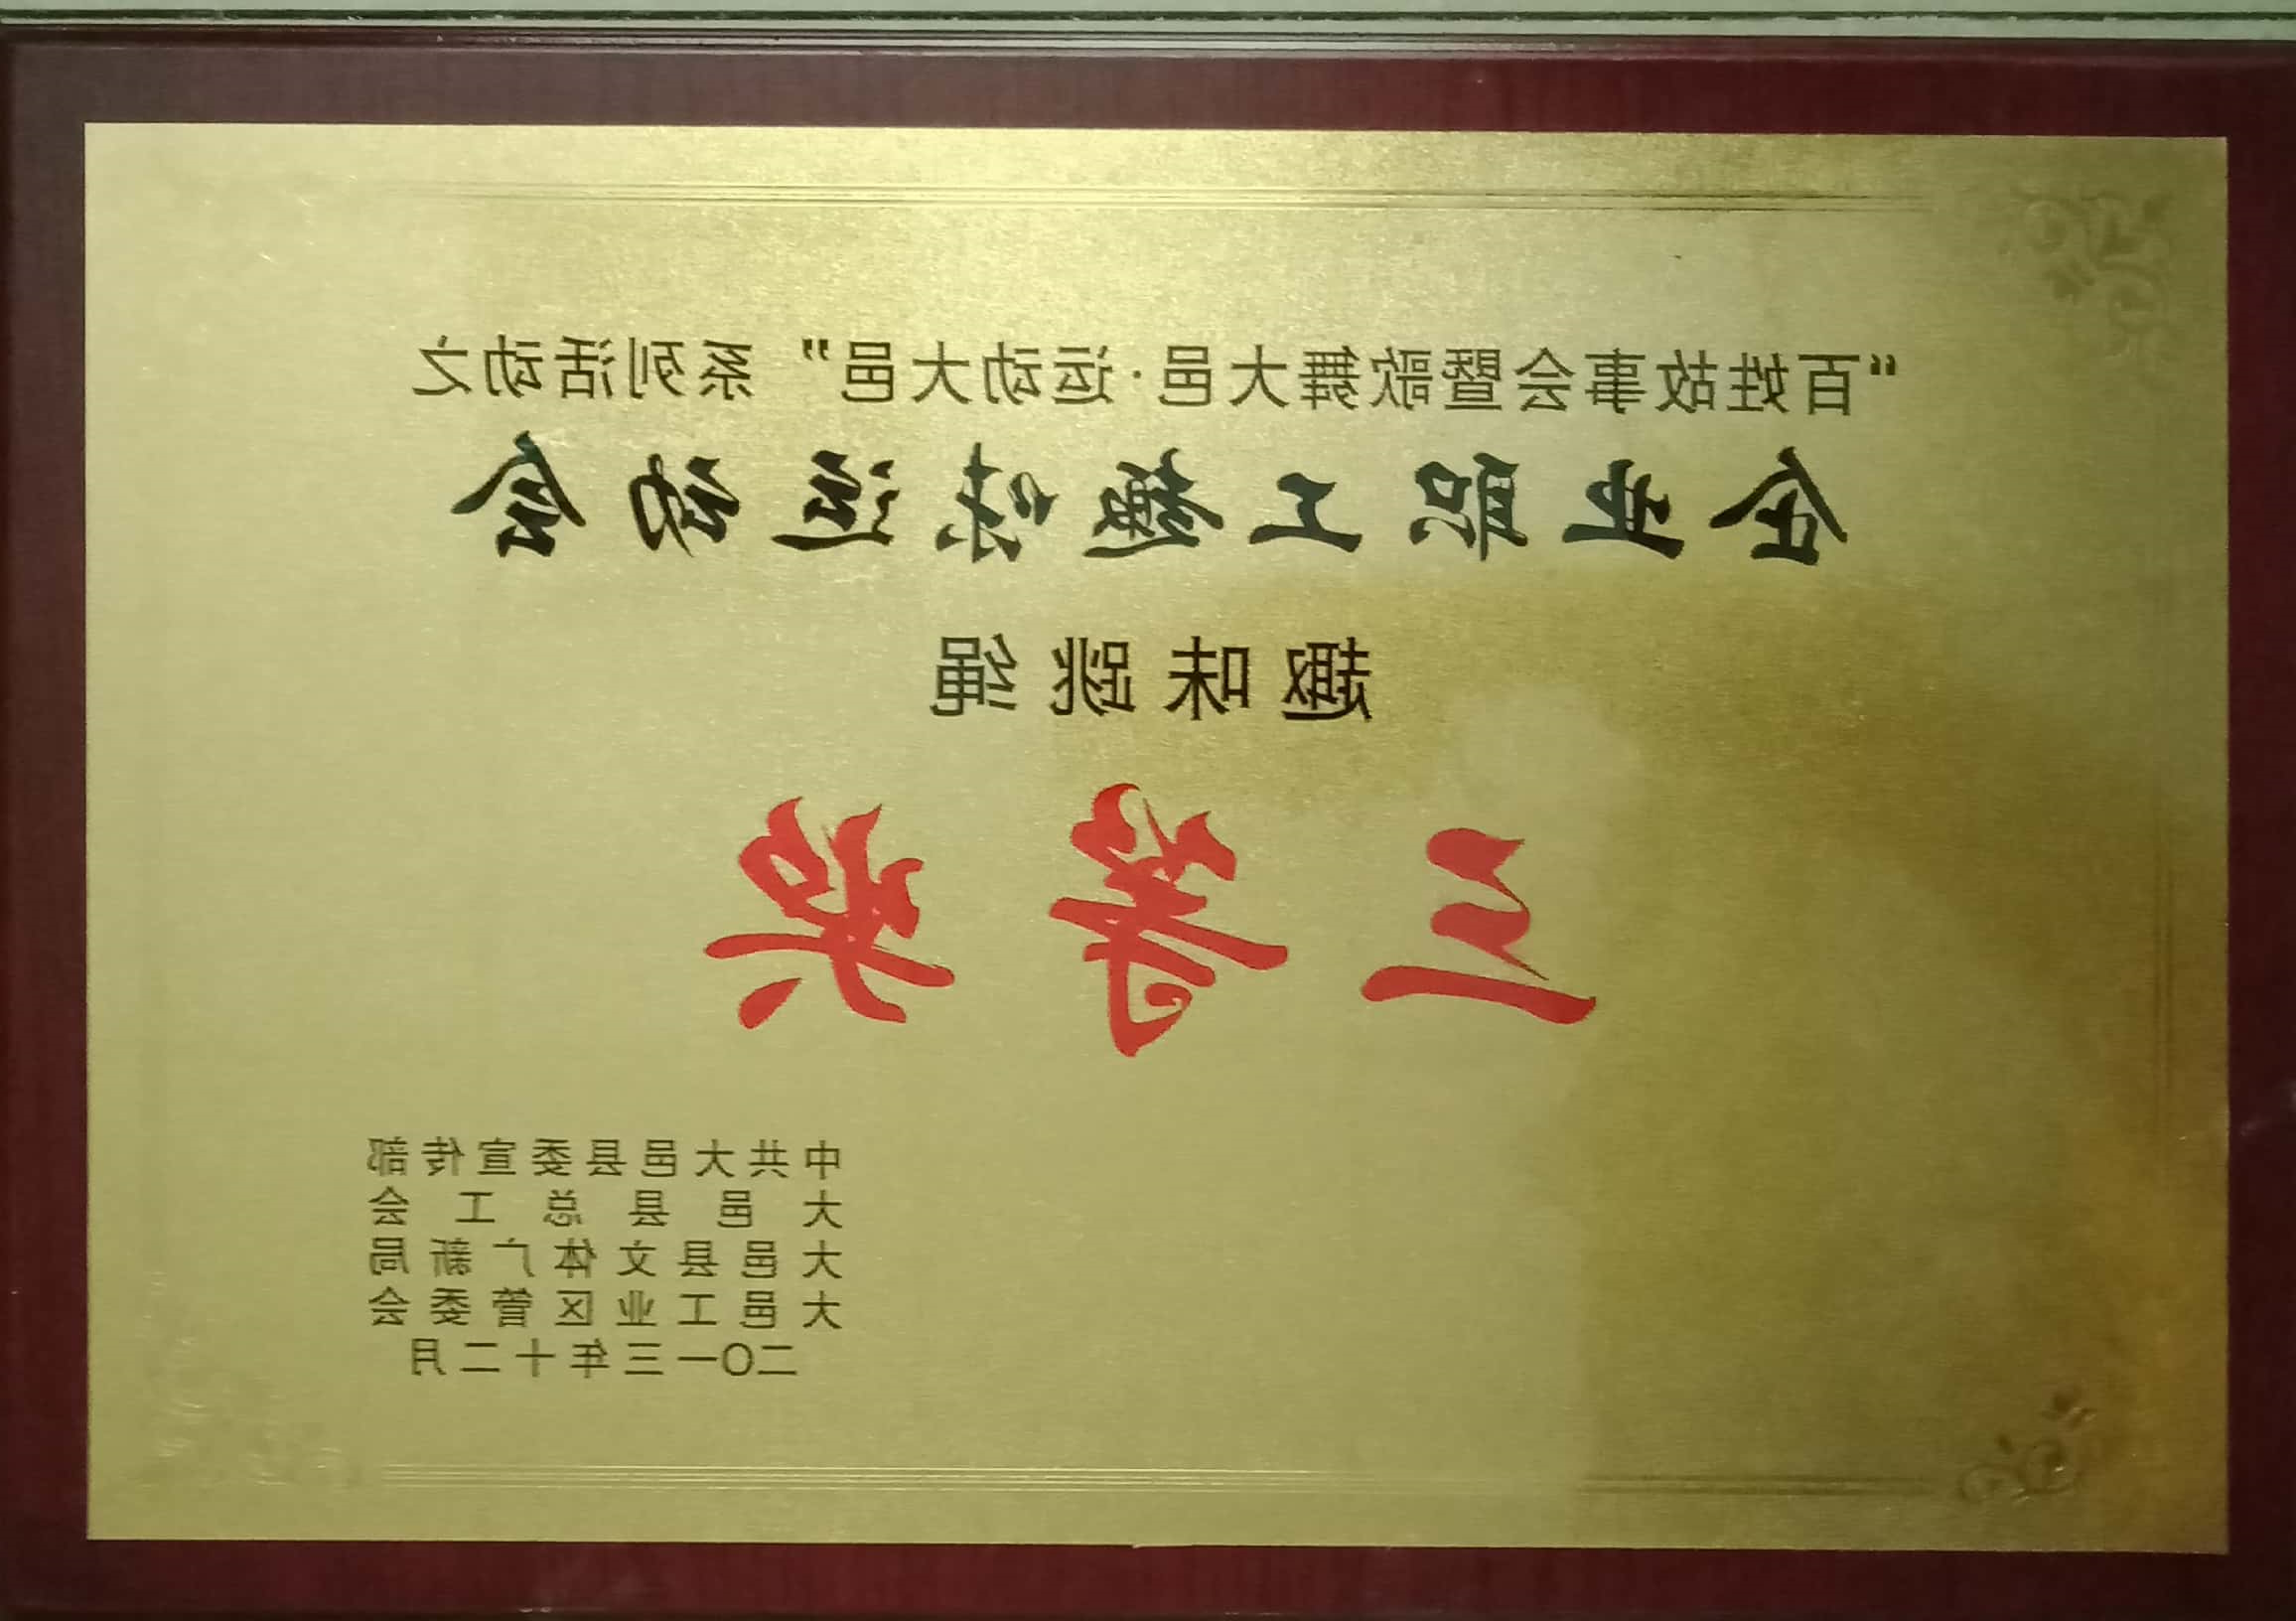 “百姓故事会暨歌舞大邑·运动大邑”系列活动之
企业职工趣味运动会
趣味跳绳
三等奖
中共大邑县委宣传部
大邑县总工会
大邑县文体广新局
大邑工业区管委会
二〇一三年十二月